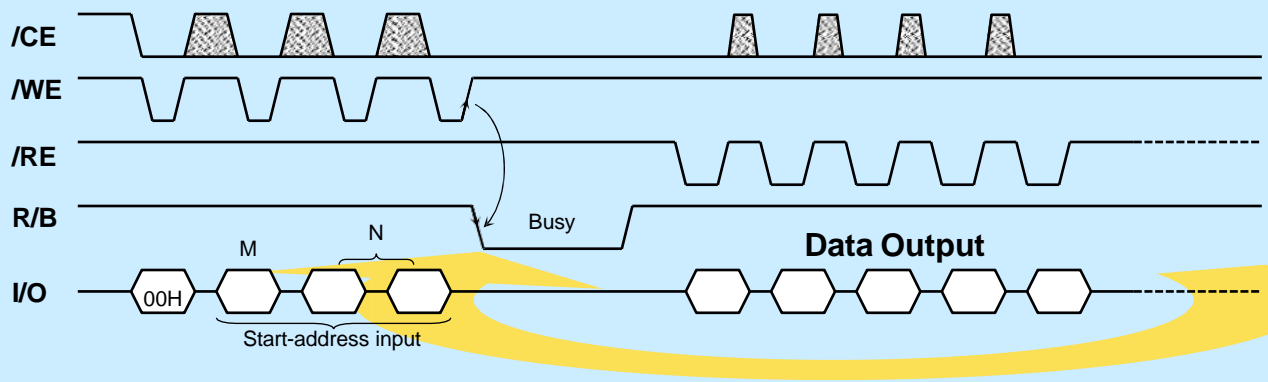 /CE
/WE
/RE
R/B
Busy
M
N
Data Output
I/O
00H
Start-address input